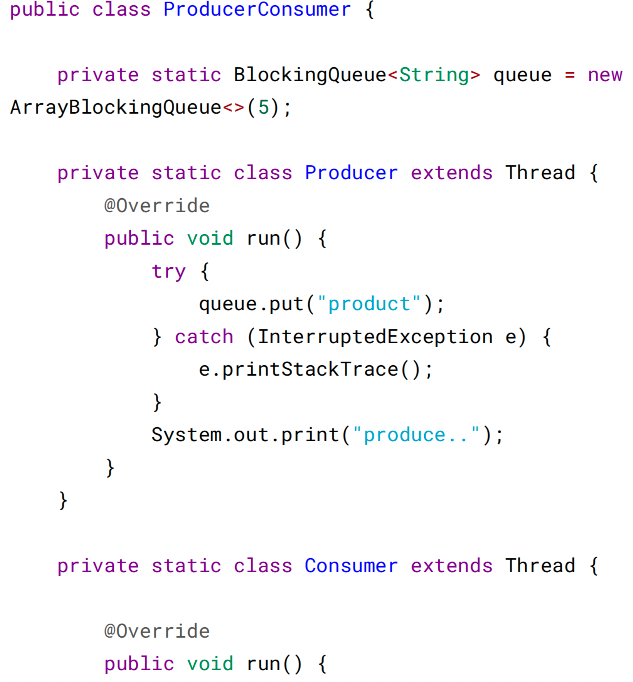 public class ProducerConsumer {
    private static BlockingQueue<String> queue = new
ArrayBlockingQueue<>(5);
    private static class Producer extends Thread {
        @Override
        public void run() {
            try {
                queue.put("product");
            } catch (InterruptedException e) {
                e.printStackTrace();
            }
            System.out.print("produce..");
        }
    }
    private static class Consumer extends Thread {
        @Override
        public void run() {